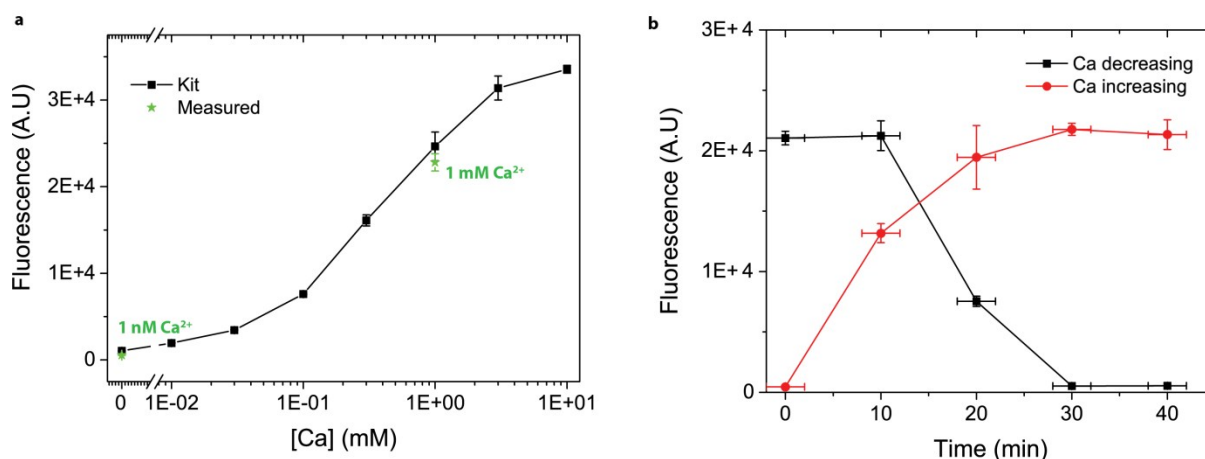 a
Fluorescence (A.U)
3E+4
2E+4
1E+4
0
Kit
Measured
1 mM Ca²⁺
1 nM Ca²⁺
0 1E-02 1E-01 1E+00 1E+01
[Ca] (mM)
b
Fluorescence (A.U)
3E+4
2E+4
1E+4
0
Ca decreasing
Ca increasing
0 10 20 30 40
Time (min)